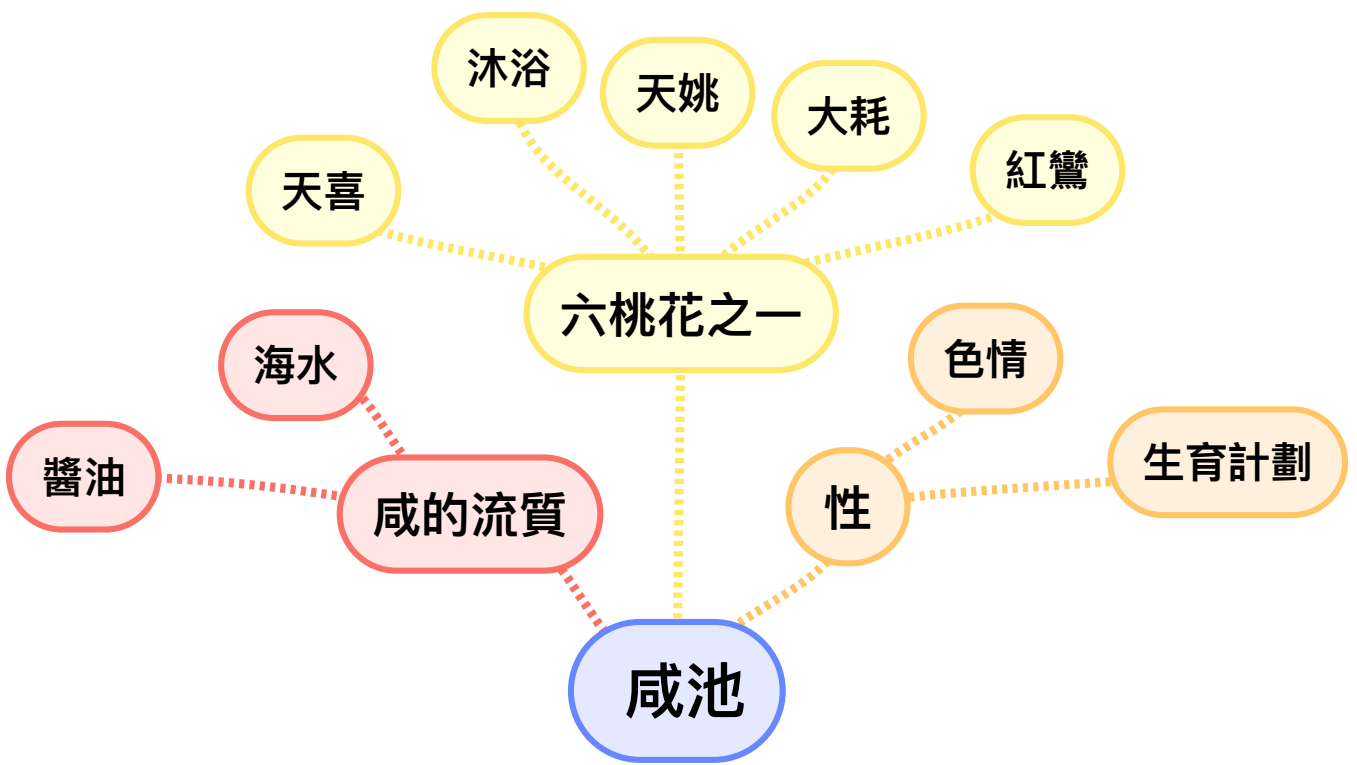 沐浴
天姚
大耗
紅鸞
天喜
六桃花之一
海水
色情
醬油
生育計劃
咸的流質
性
咸池